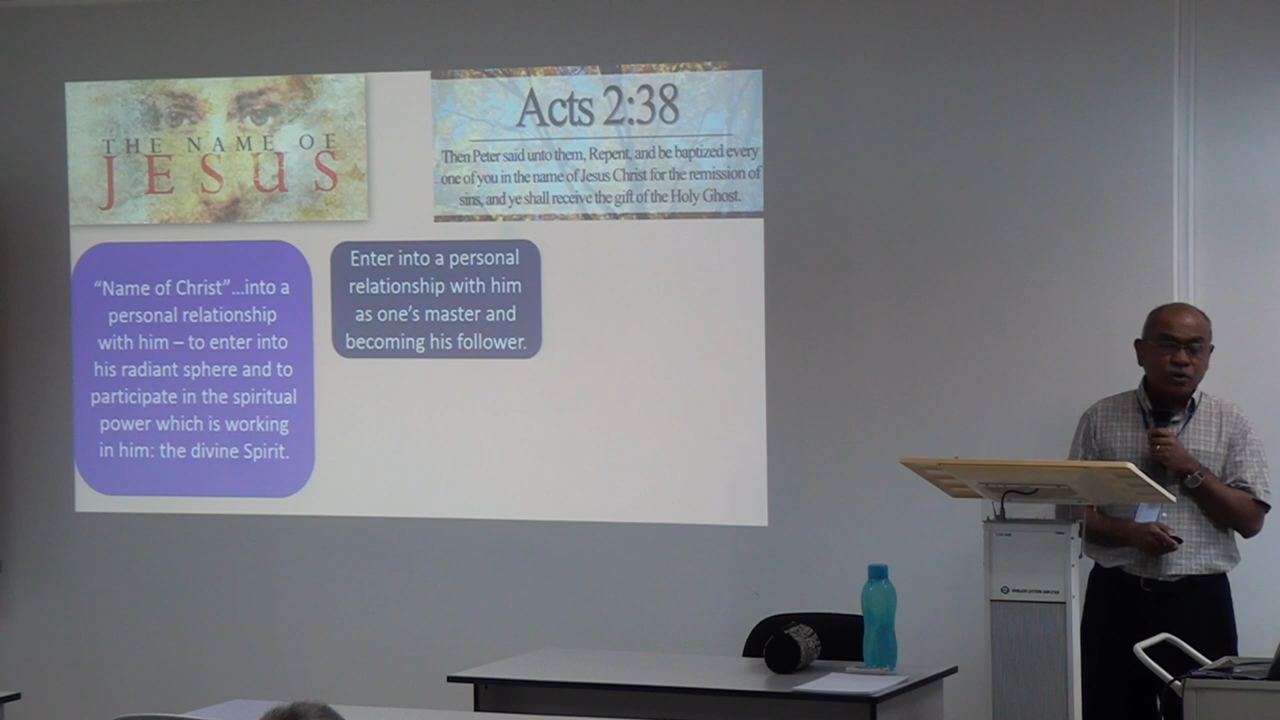 THE NAME OF
JESUS
Acts 2:38
Then Peter said unto them, Repent, and be baptized every
one of you in the name of Jesus Christ for the remission of
sins, and ye shall receive the gift of the Holy Ghost.
“Name of Christ”...into a
personal relationship
with him – to enter into
his radiant sphere and to
participate in the spiritual
power which is working
in him: the divine Spirit.
Enter into a personal
relationship with him
as one’s master and
becoming his follower.